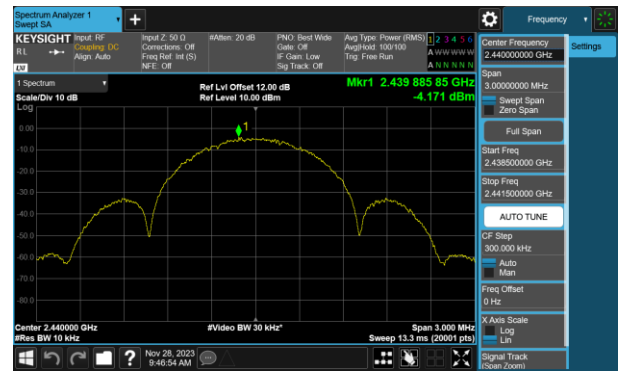 Spectrum Analyzer 1
Swept SA
+
Frequency
KEYSIGHT
R L
LXI
Input: RF
Coupling: DC
Align: Auto
Input Z: 50 Ω
Corrections: Off
Freq Ref: Int (S)
NFE: Off
#Atten: 20 dB
PNO: Best Wide
Gate: Off
IF Gain: Low
Sig Track: Off
Avg Type: Power (RMS)
Avg|Hold: 100/100
Trig: Free Run
1 2 3 4 5 6
A W W W W W
A N N N N N
1 Spectrum
Scale/Div 10 dB
Log
Ref Lvl Offset 12.00 dB
Ref Level 10.00 dBm
Mkr1 2.439 885 85 GHz
-4.171 dBm
1
0.00
-10.0
-20.0
-30.0
-40.0
-50.0
-60.0
-70.0
-80.0
Center 2.440000 GHz
#Res BW 10 kHz
#Video BW 30 kHz*
Span 3.000 MHz
Sweep 13.3 ms (20001 pts)
?
Nov 28, 2023
9:46:54 AM
Center Frequency
2.440000000 GHz
Settings
Span
3.00000000 MHz
Swept Span
Zero Span
Full Span
Start Freq
2.438500000 GHz
Stop Freq
2.441500000 GHz
AUTO TUNE
CF Step
300.000 kHz
Auto
Man
Freq Offset
0 Hz
X Axis Scale
Log
Lin
Signal Track
(Span Zoom)